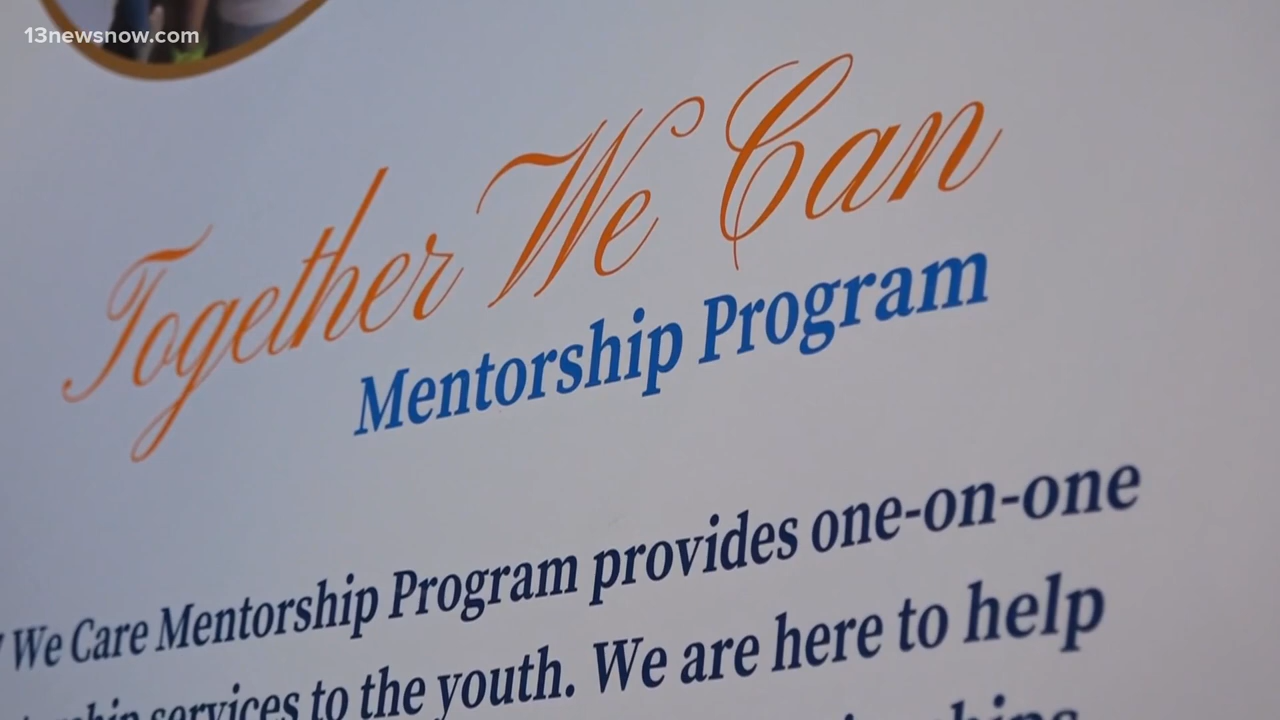 13newsnow.com
Together We Can
Mentorship Program
We Care Mentorship Program provides one-on-one
services to the youth. We are here to help